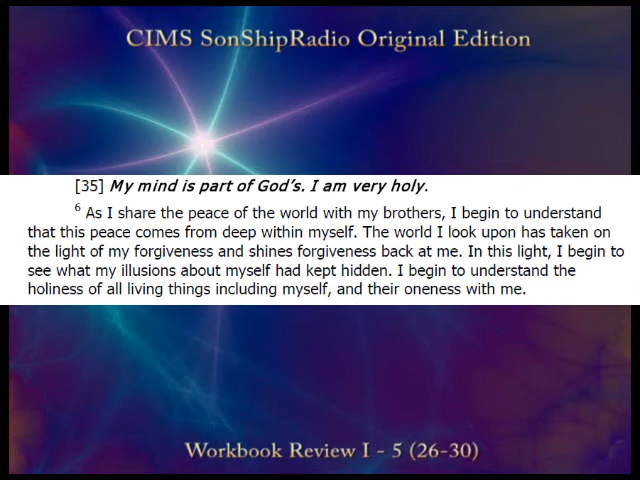 CIMS SonShipRadio Original Edition
[35] My mind is part of God's. I am very holy.
6 As I share the peace of the world with my brothers, I begin to understand
that this peace comes from deep within myself. The world I look upon has taken on
the light of my forgiveness and shines forgiveness back at me. In this light, I begin to
see what my illusions about myself had kept hidden. I begin to understand the
holiness of all living things including myself, and their oneness with me.
Workbook Review I - 5 (26-30)